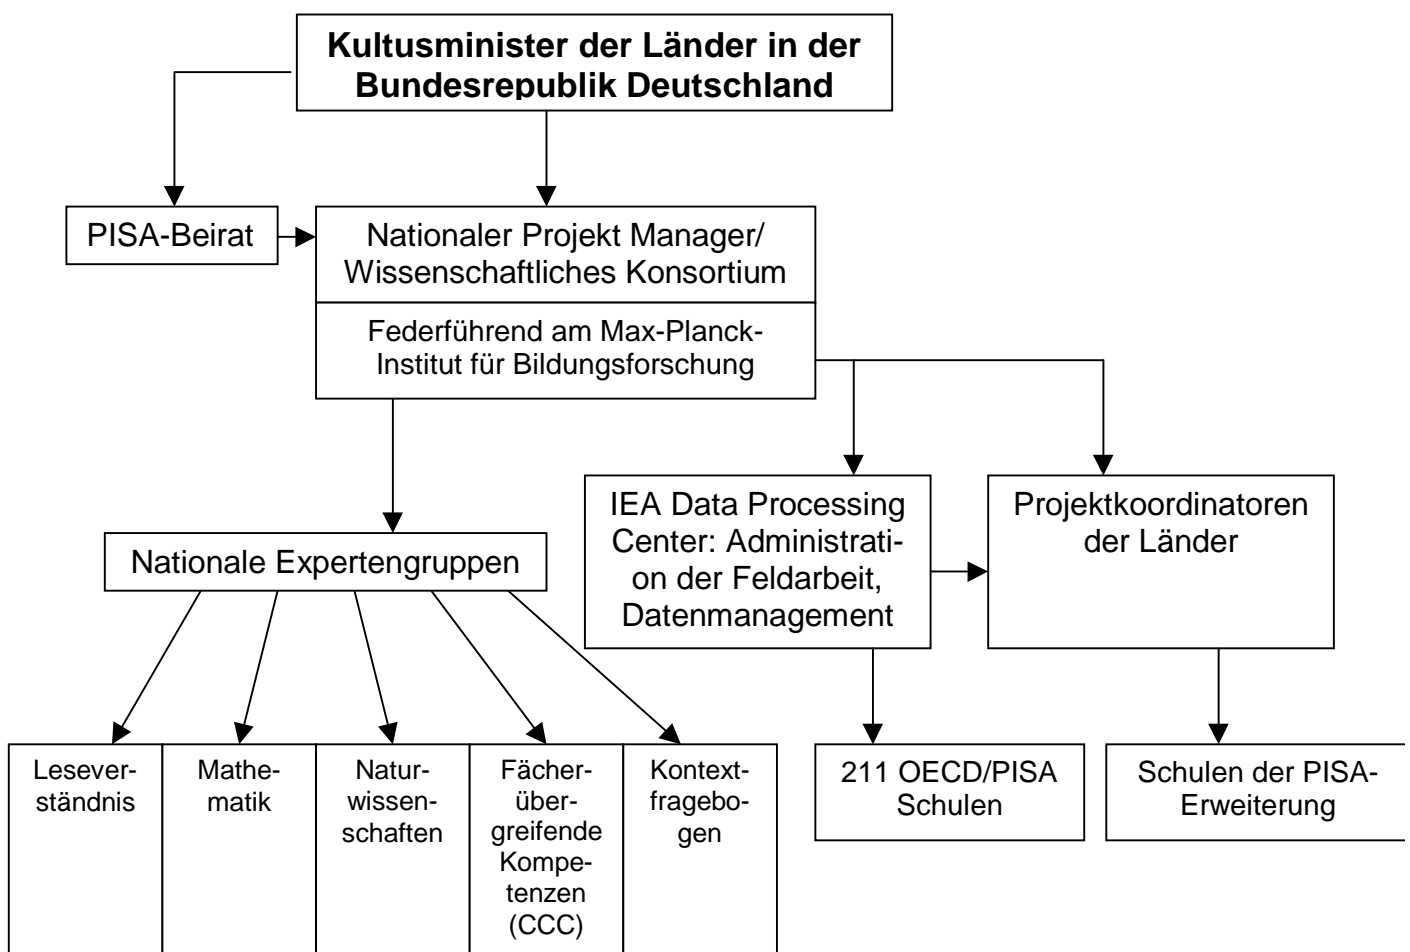 Kultusminister der Länder in der
Bundesrepublik Deutschland
PISA-Beirat
Nationaler Projekt Manager/
Wissenschaftliches Konsortium
Federführend am Max-Planck-
Institut für Bildungsforschung
IEA Data Processing
Center: Administrati-
on der Feldarbeit,
Datenmanagement
Projektkoordinatoren
der Länder
Nationale Expertengruppen
Lesever-
ständnis
Mathe-
matik
Natur-
wissen-
schaften
Fächer-
über-
greifende
Kompe-
tenzen
(CCC)
Kontext-
fragebo-
gen
211 OECD/PISA
Schulen
Schulen der PISA-
Erweiterung